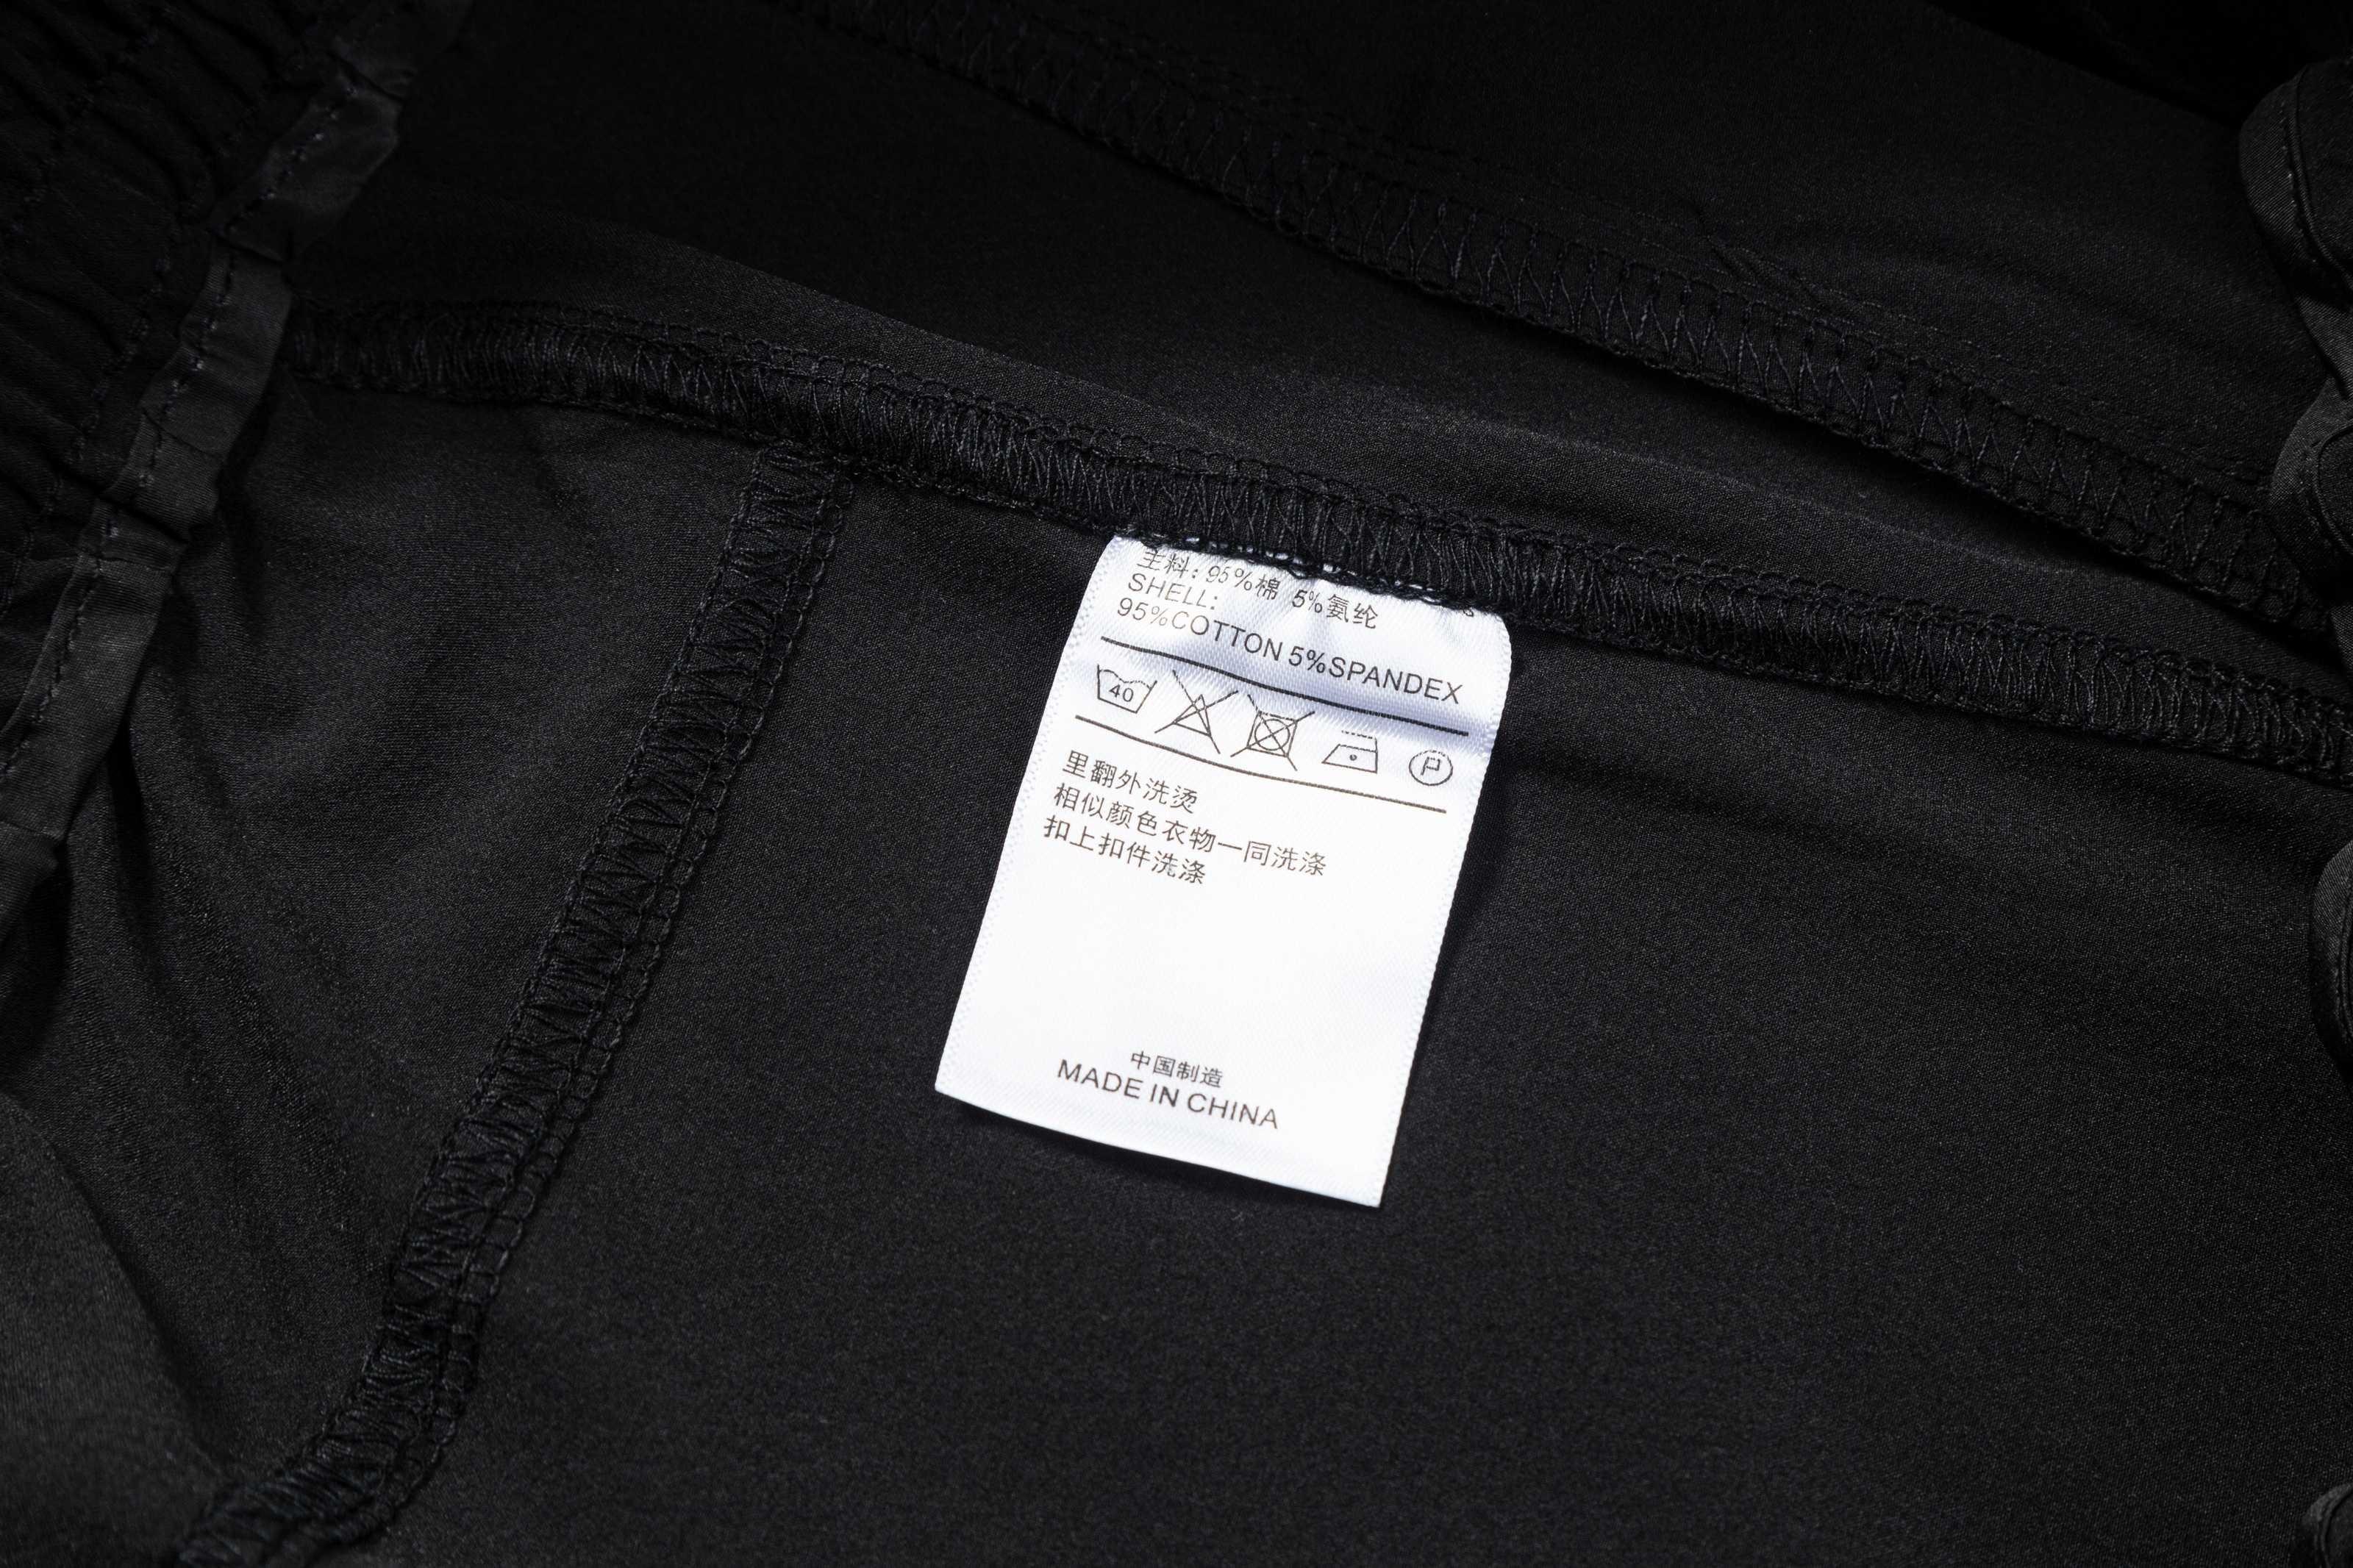 主料: 95%棉 5%氨纶
SHELL:
95%COTTON 5%SPANDEX
40
P
里翻外洗烫
相似颜色衣物一同洗涤
扣上扣件洗涤
中国制造
MADE IN CHINA